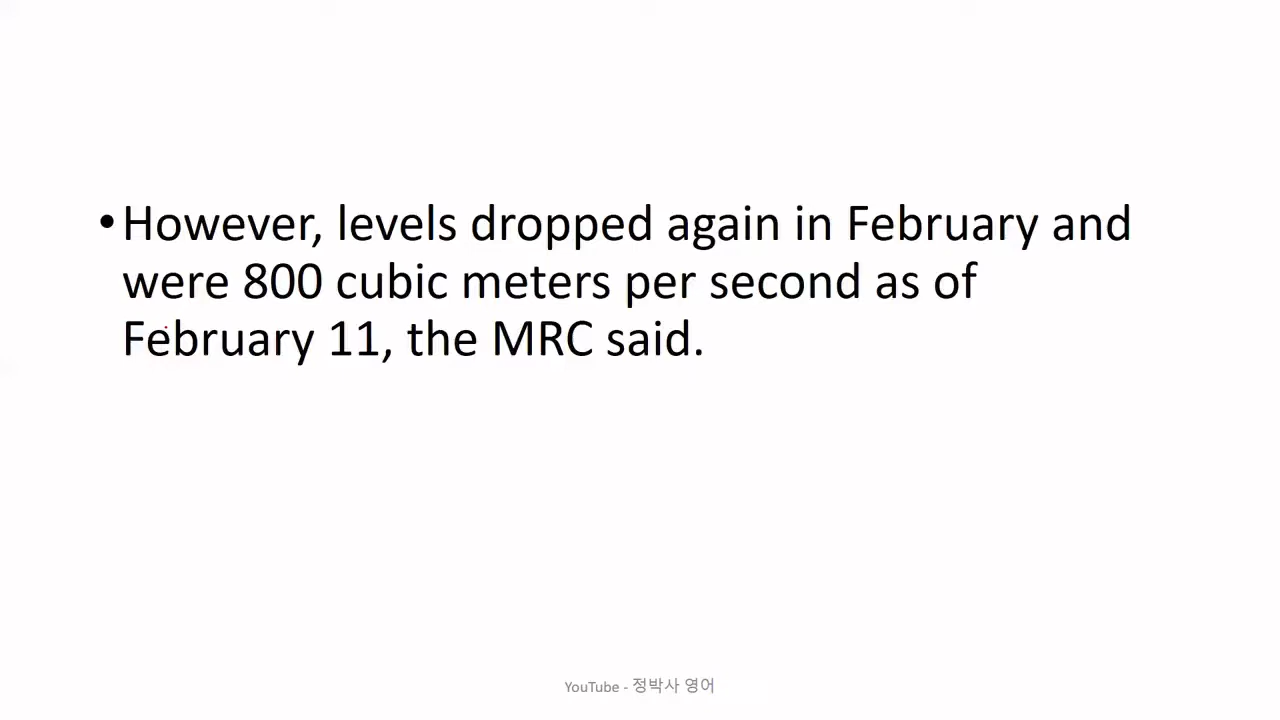 •However, levels dropped again in February and
were 800 cubic meters per second as of
February 11, the MRC said.
YouTube - 정박사 영어